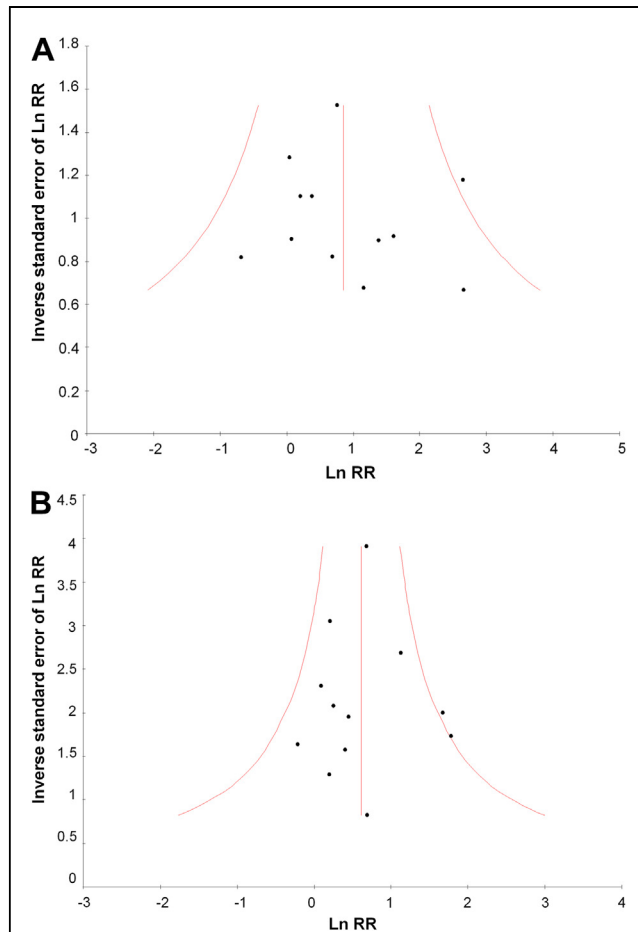 A
Inverse standard error of Ln RR
1.8
1.6
1.4
1.2
1
0.8
0.6
0.4
0.2
0
-3 -2 -1 0 1 2 3 4 5
Ln RR
B
Inverse standard error of Ln RR
4.5
4
3.5
3
2.5
2
1.5
1
0.5
0
-3 -2 -1 0 1 2 3 4
Ln RR